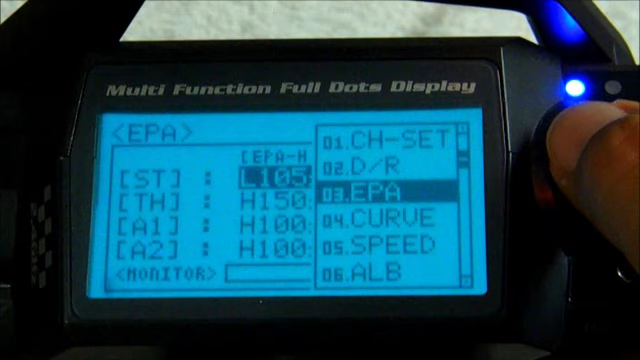 Multi Function Full Dots Display
<EPA>
[EPA-H
[ST] : L105
[TH] : H150:
[A1] : H100:
[A2] : H100:
<MONITOR>
01.CH-SET
02.D/R
03.EPA
04.CURVE
05.SPEED
06.ALB